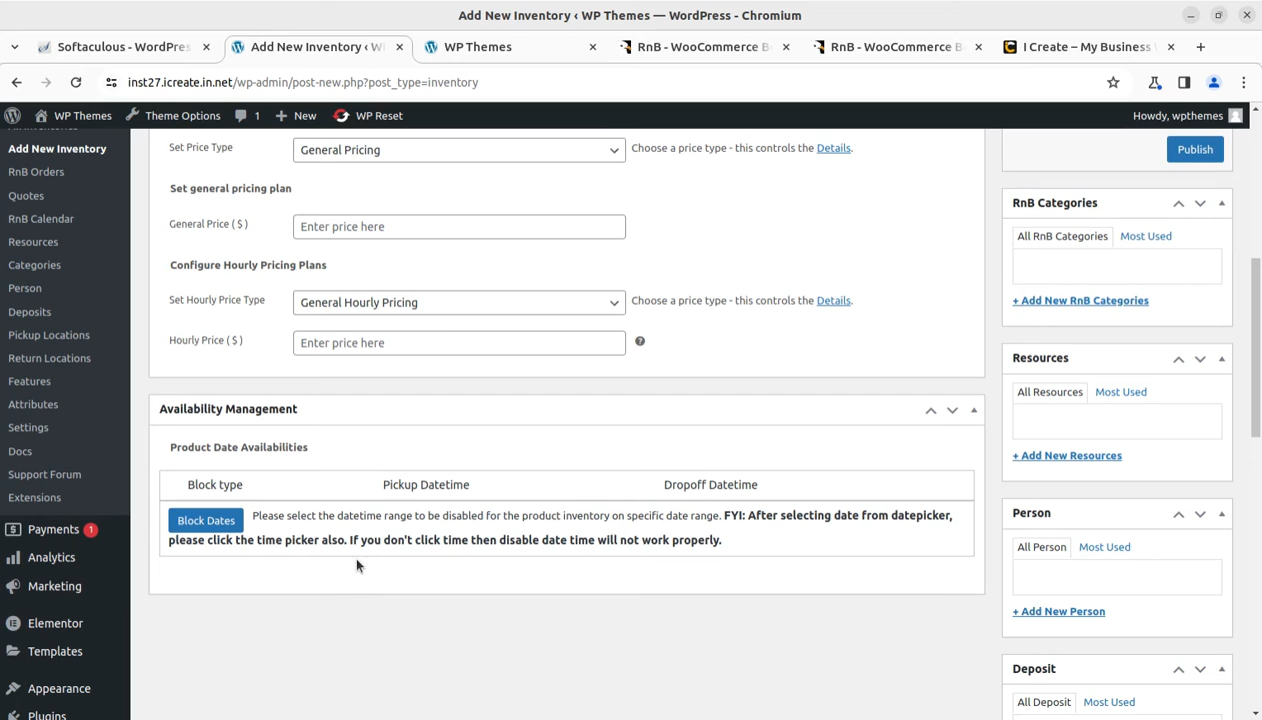 Add New Inventory ‹ WP Themes — WordPress - Chromium
Softaculous - WordPres
Add New Inventory ‹ W
WP Themes
RnB - WooCommerce B
RnB - WooCommerce B
I Create – My Business
inst27.icreate.in.net/wp-admin/post-new.php?post_type=inventory
WP Themes
Theme Options
1
New
WP Reset
Howdy, wpthemes
Add New Inventory
RnB Orders
Quotes
RnB Calendar
Resources
Categories
Person
Deposits
Pickup Locations
Return Locations
Features
Attributes
Settings
Docs
Support Forum
Extensions
Payments 1
Analytics
Marketing
Elementor
Templates
Appearance
Plugins
Set Price Type
General Pricing
Choose a price type - this controls the Details.
Set general pricing plan
General Price ( $ )
Enter price here
Configure Hourly Pricing Plans
Set Hourly Price Type
General Hourly Pricing
Choose a price type - this controls the Details.
Hourly Price ( $ )
Enter price here
?
Availability Management
Product Date Availabilities
Block type
Pickup Datetime
Dropoff Datetime
Block Dates
Please select the datetime range to be disabled for the product inventory on specific date range. FYI: After selecting date from datepicker,
please click the time picker also. If you don't click time then disable date time will not work properly.
Publish
RnB Categories
All RnB Categories
Most Used
+ Add New RnB Categories
Resources
All Resources
Most Used
+ Add New Resources
Person
All Person
Most Used
+ Add New Person
Deposit
All Deposit
Most Used